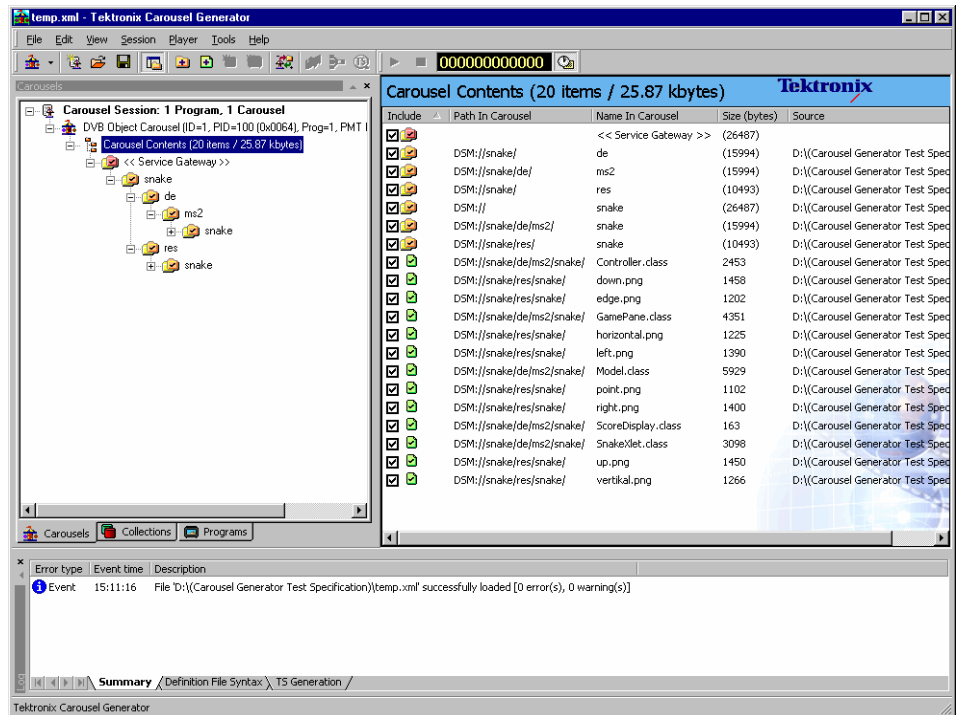 temp.xml - Tektronix Carousel Generator
File Edit View Session Player Tools Help
000000000000
Carousels
Carousel Session: 1 Program, 1 Carousel
DVB Object Carousel (ID=1, PID=100 (0x0064), Prog=1, PMT
Carousel Contents (20 items / 25.87 kbytes)
<< Service Gateway >>
snake
de
ms2
snake
res
snake
Carousels Collections Programs
Carousel Contents (20 items / 25.87 kbytes) Tektronix
Include Path In Carousel Name In Carousel Size (bytes) Source
<< Service Gateway >> (26487)
DSM://snake/ de (15994) D:\(Carousel Generator Test Spec
DSM://snake/de/ ms2 (15994) D:\(Carousel Generator Test Spec
DSM://snake/ res (10493) D:\(Carousel Generator Test Spec
DSM:// snake (26487) D:\(Carousel Generator Test Spec
DSM://snake/de/ms2/ snake (15994) D:\(Carousel Generator Test Spec
DSM://snake/res/ snake (10493) D:\(Carousel Generator Test Spec
DSM://snake/de/ms2/snake/ Controller.class 2453 D:\(Carousel Generator Test Spec
DSM://snake/res/snake/ down.png 1458 D:\(Carousel Generator Test Spec
DSM://snake/res/snake/ edge.png 1202 D:\(Carousel Generator Test Spec
DSM://snake/de/ms2/snake/ GamePane.class 4351 D:\(Carousel Generator Test Spec
DSM://snake/res/snake/ horizontal.png 1225 D:\(Carousel Generator Test Spec
DSM://snake/res/snake/ left.png 1390 D:\(Carousel Generator Test Spec
DSM://snake/de/ms2/snake/ Model.class 5929 D:\(Carousel Generator Test Spec
DSM://snake/res/snake/ point.png 1102 D:\(Carousel Generator Test Spec
DSM://snake/res/snake/ right.png 1400 D:\(Carousel Generator Test Spec
DSM://snake/de/ms2/snake/ ScoreDisplay.class 163 D:\(Carousel Generator Test Spec
DSM://snake/de/ms2/snake/ SnakeXlet.class 3098 D:\(Carousel Generator Test Spec
DSM://snake/res/snake/ up.png 1450 D:\(Carousel Generator Test Spec
DSM://snake/res/snake/ vertikal.png 1266 D:\(Carousel Generator Test Spec
Error type Event time Description
Event 15:11:16 File 'D:\(Carousel Generator Test Specification)\temp.xml' successfully loaded [0 error(s), 0 warning(s)]
Log
Summary Definition File Syntax TS Generation
Tektronix Carousel Generator